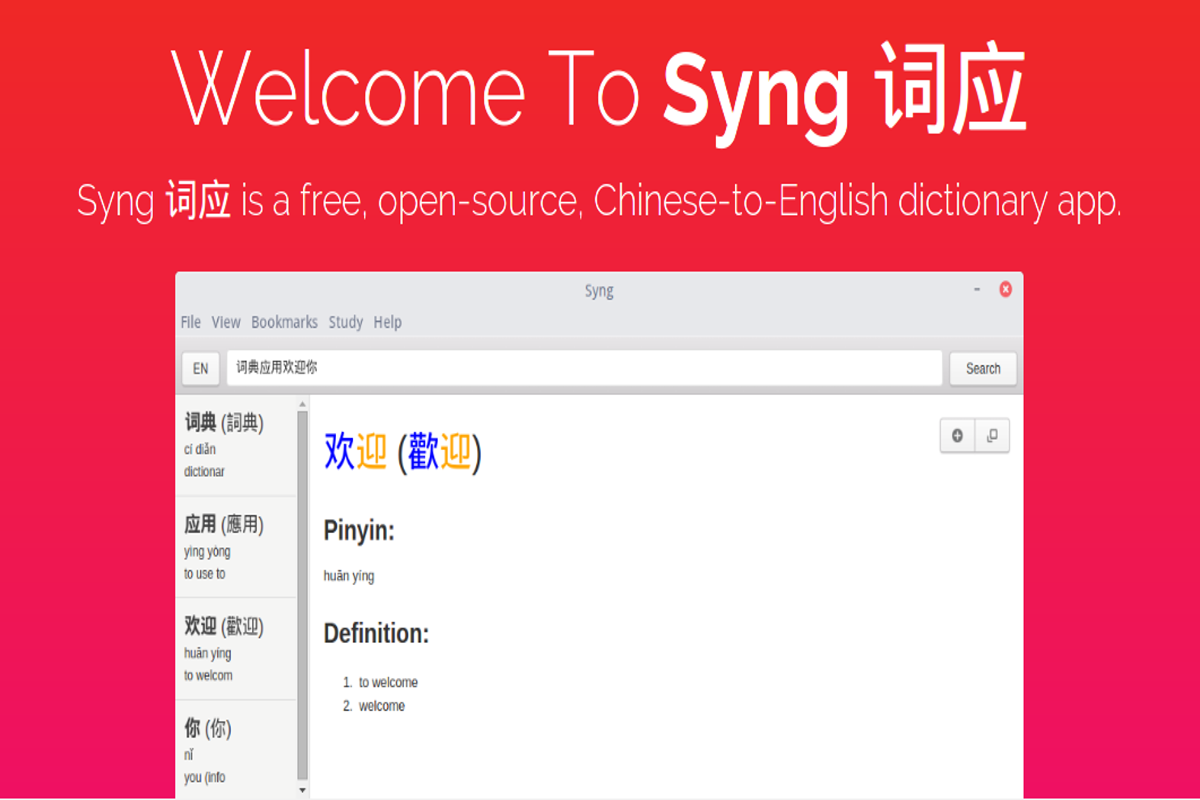 Welcome To Syng 词应
Syng 词应 is a free, open-source, Chinese-to-English dictionary app.
Syng
File View Bookmarks Study Help
EN 词典应用欢迎你 Search
词典 (詞典)
cí diǎn
dictionar
应用 (應用)
yìng yòng
to use to
欢迎 (歡迎)
huān yíng
to welcom
你 (你)
nǐ
you (info
欢迎 (歡迎)
Pinyin:
huān yíng
Definition:
1. to welcome
2. welcome